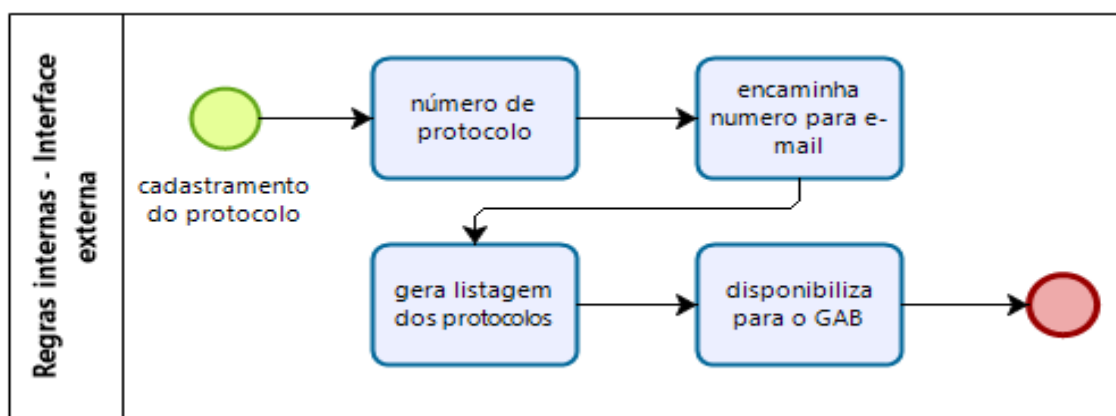 Regras internas - Interface
externa
cadastramento
do protocolo
número de
protocolo
encaminha
numero para e-
mail
gera listagem
dos protocolos
disponibiliza
para o GAB